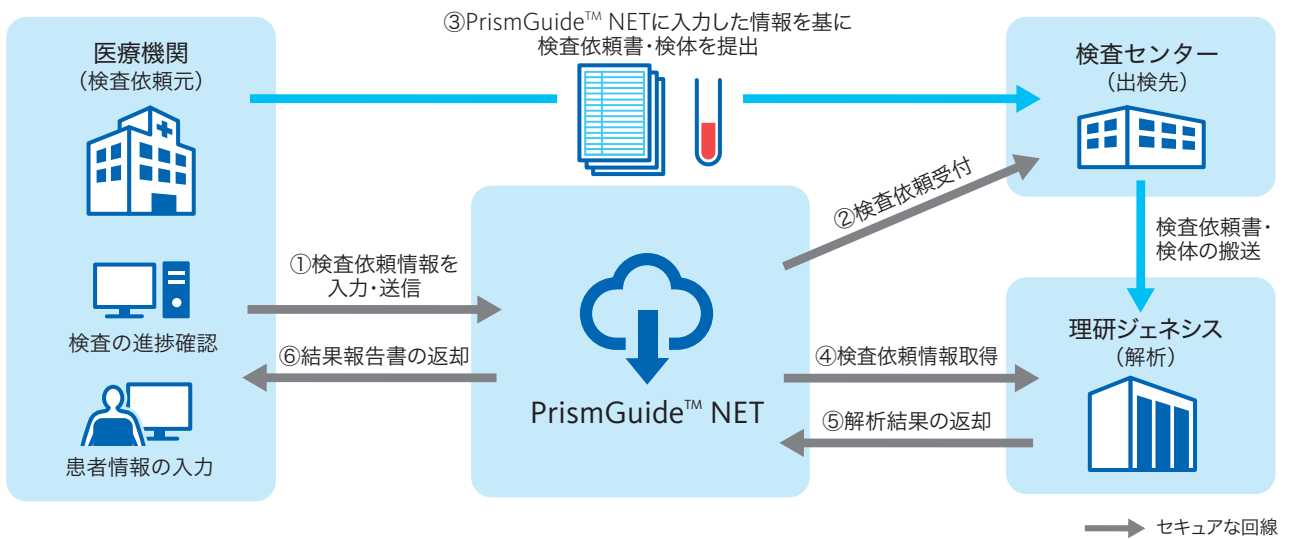 ③PrismGuide™ NETに入力した情報を基に
検査依頼書・検体を提出
医療機関
（検査依頼元）
検査センター
（出検先）
②検査依頼受付
検査依頼書・
検体の搬送
①検査依頼情報を
入力・送信
検査の進捗確認
⑥結果報告書の返却
患者情報の入力
PrismGuide™ NET
④検査依頼情報取得
⑤解析結果の返却
理研ジェネシス
（解析）
セキュアな回線